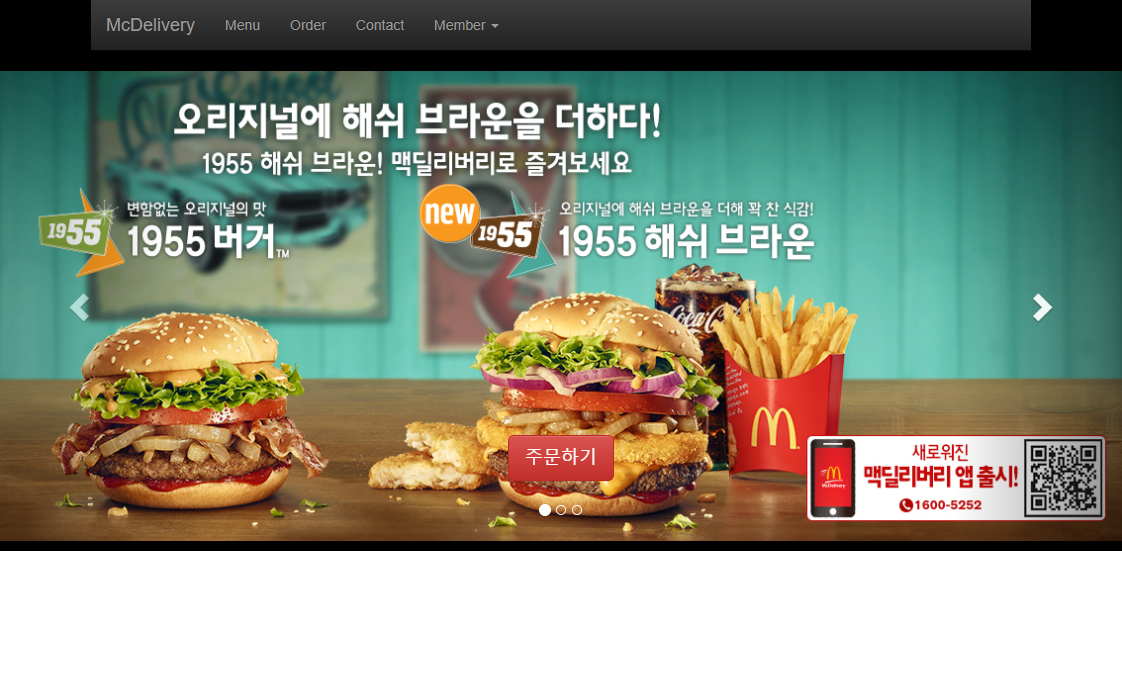 McDelivery Menu Order Contact Member
오리지널에 해쉬 브라운을 더하다!
1955 해쉬 브라운! 맥딜리버리로 즐겨보세요
1955
변함없는 오리지널의 맛
1955 버거™
new
1955
오리지널에 해쉬 브라운을 더해 꽉 찬 식감!
1955 해쉬 브라운
Coca-C
주문하기
McDelivery
새로워진
맥딜리버리 앱 출시!
1600-5252